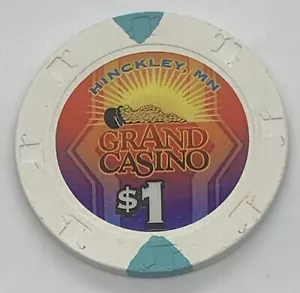 HINCKLEY, MN
GRAND
CASINO
$1